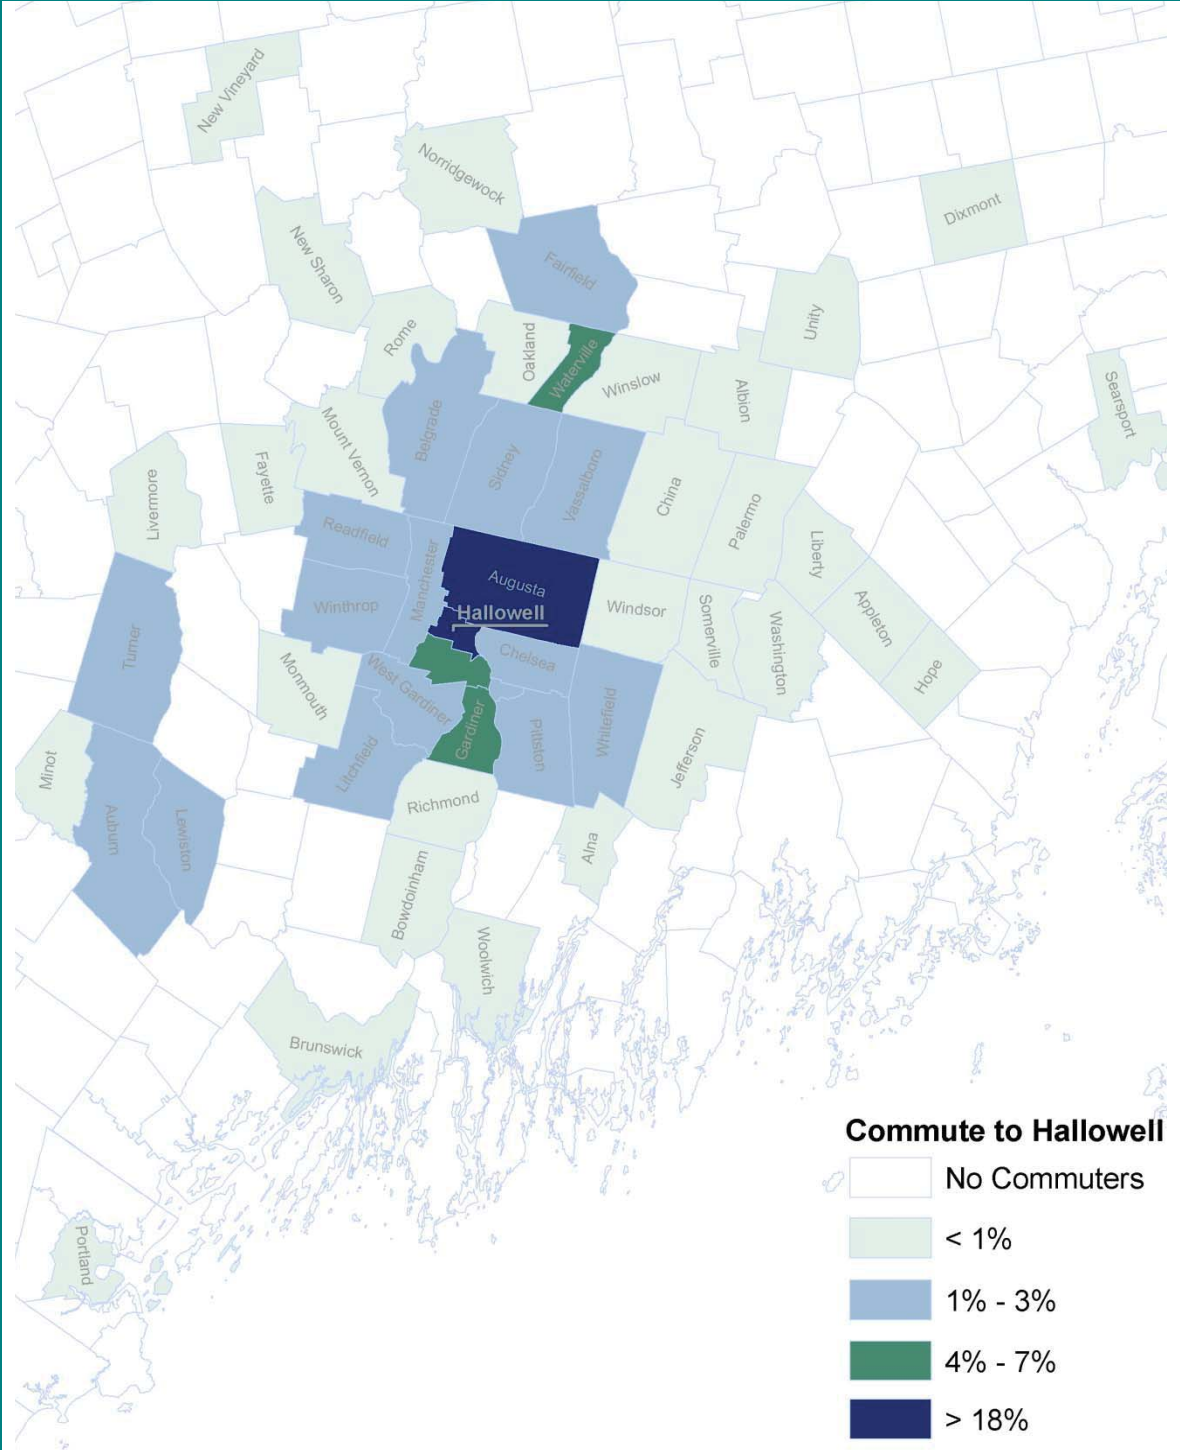 New Vineyard
Norridgewock
Dixmont
New Sharon
Fairfield
Unity
Rome
Oakland
Waterville
Winslow
Albion
Searsport
Mount Vernon
Belgrade
Sidney
Vassalboro
China
Palermo
Fayette
Livermore
Readfield
Liberty
Manchester
Augusta
Winthrop
Hallowell
Windsor
Somerville
Washington
Appleton
Hope
Turner
Monmouth
West Gardiner
Chelsea
Gardiner
Pittston
Whitefield
Jefferson
Litchfield
Minot
Auburn
Lewiston
Richmond
Alna
Bowdoinham
Woolwich
Brunswick
Portland
Commute to Hallowell
No Commuters
< 1%
1% - 3%
4% - 7%
> 18%